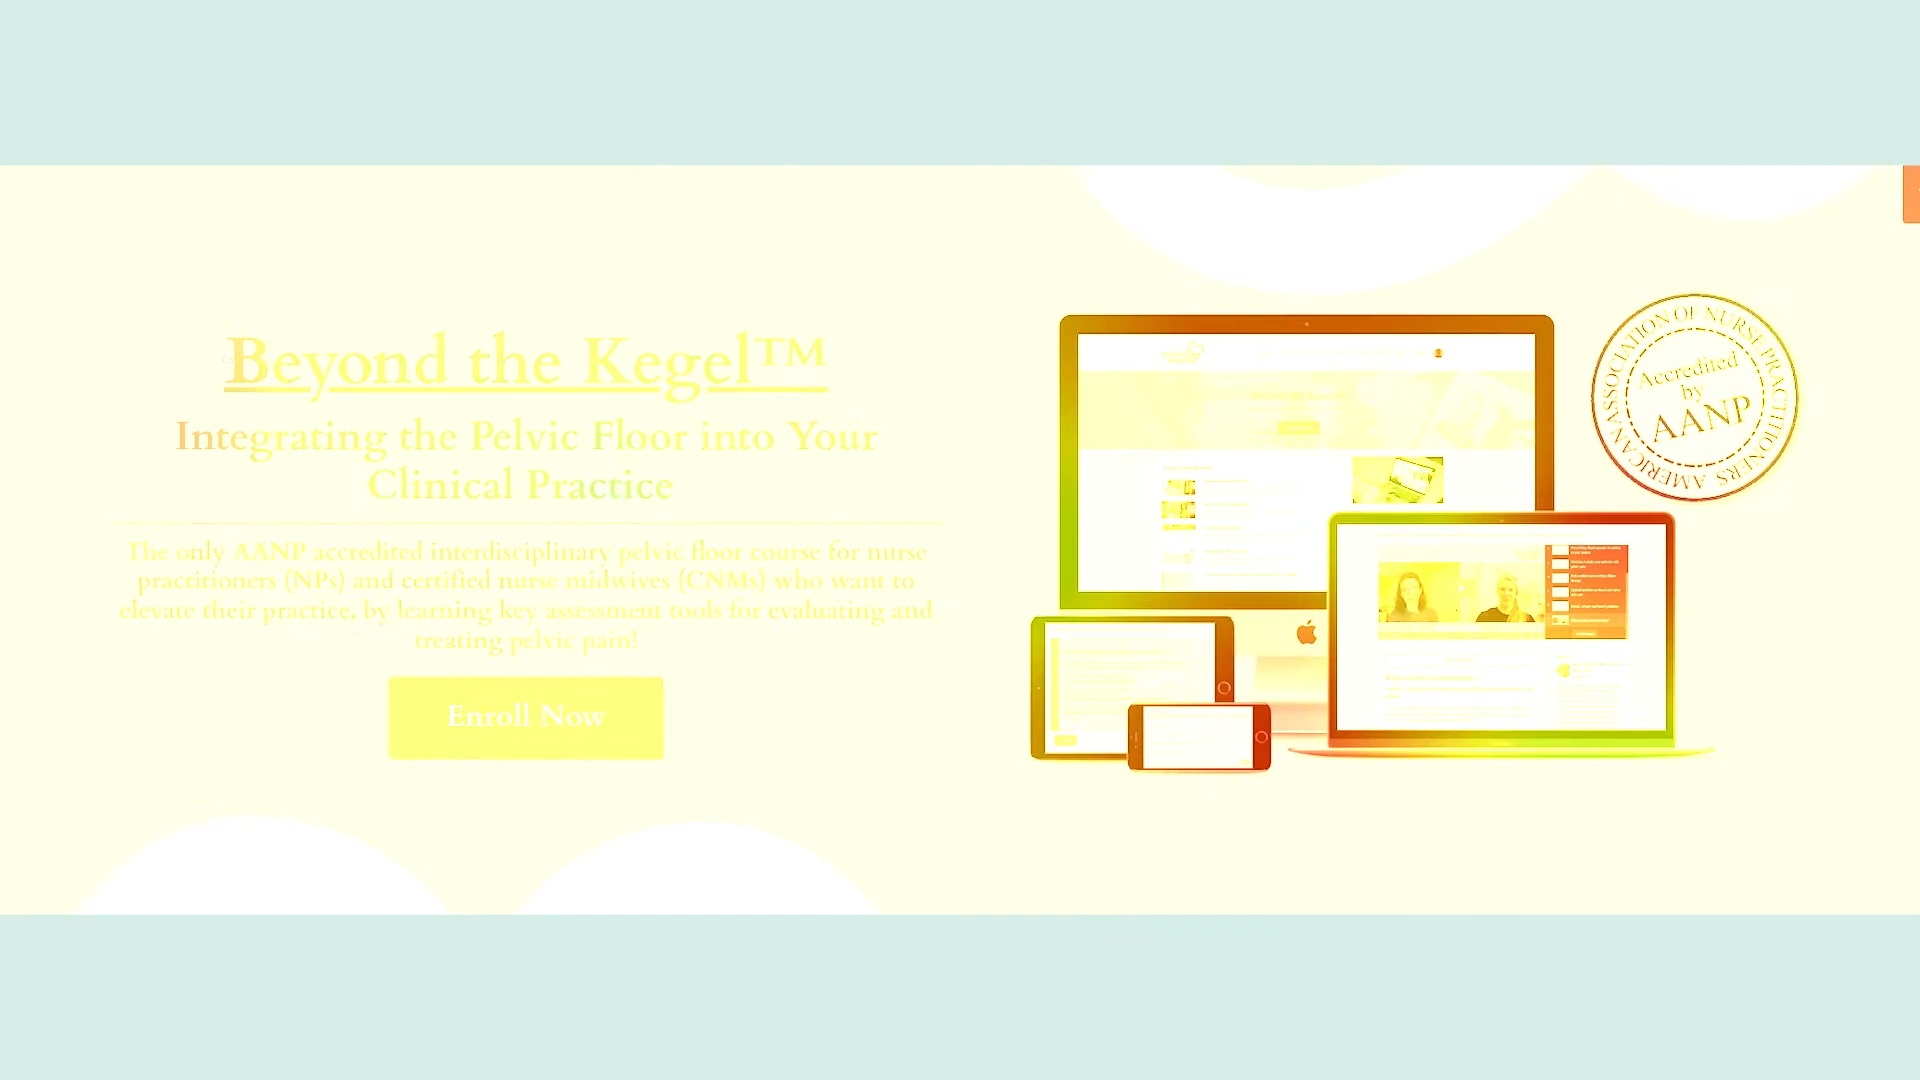 Beyond the Kegel™
Integrating the Pelvic Floor into Your
Clinical Practice
The only AANP accredited interdisciplinary pelvic floor course for nurse
practitioners (NPs) and certified nurse midwives (CNMs) who want to
elevate their practice, by learning key assessment tools for evaluating and
treating pelvic pain!
Enroll Now
AMERICAN ASSOCIATION OF NURSE PRACTITIONERS
Accredited
by
AANP